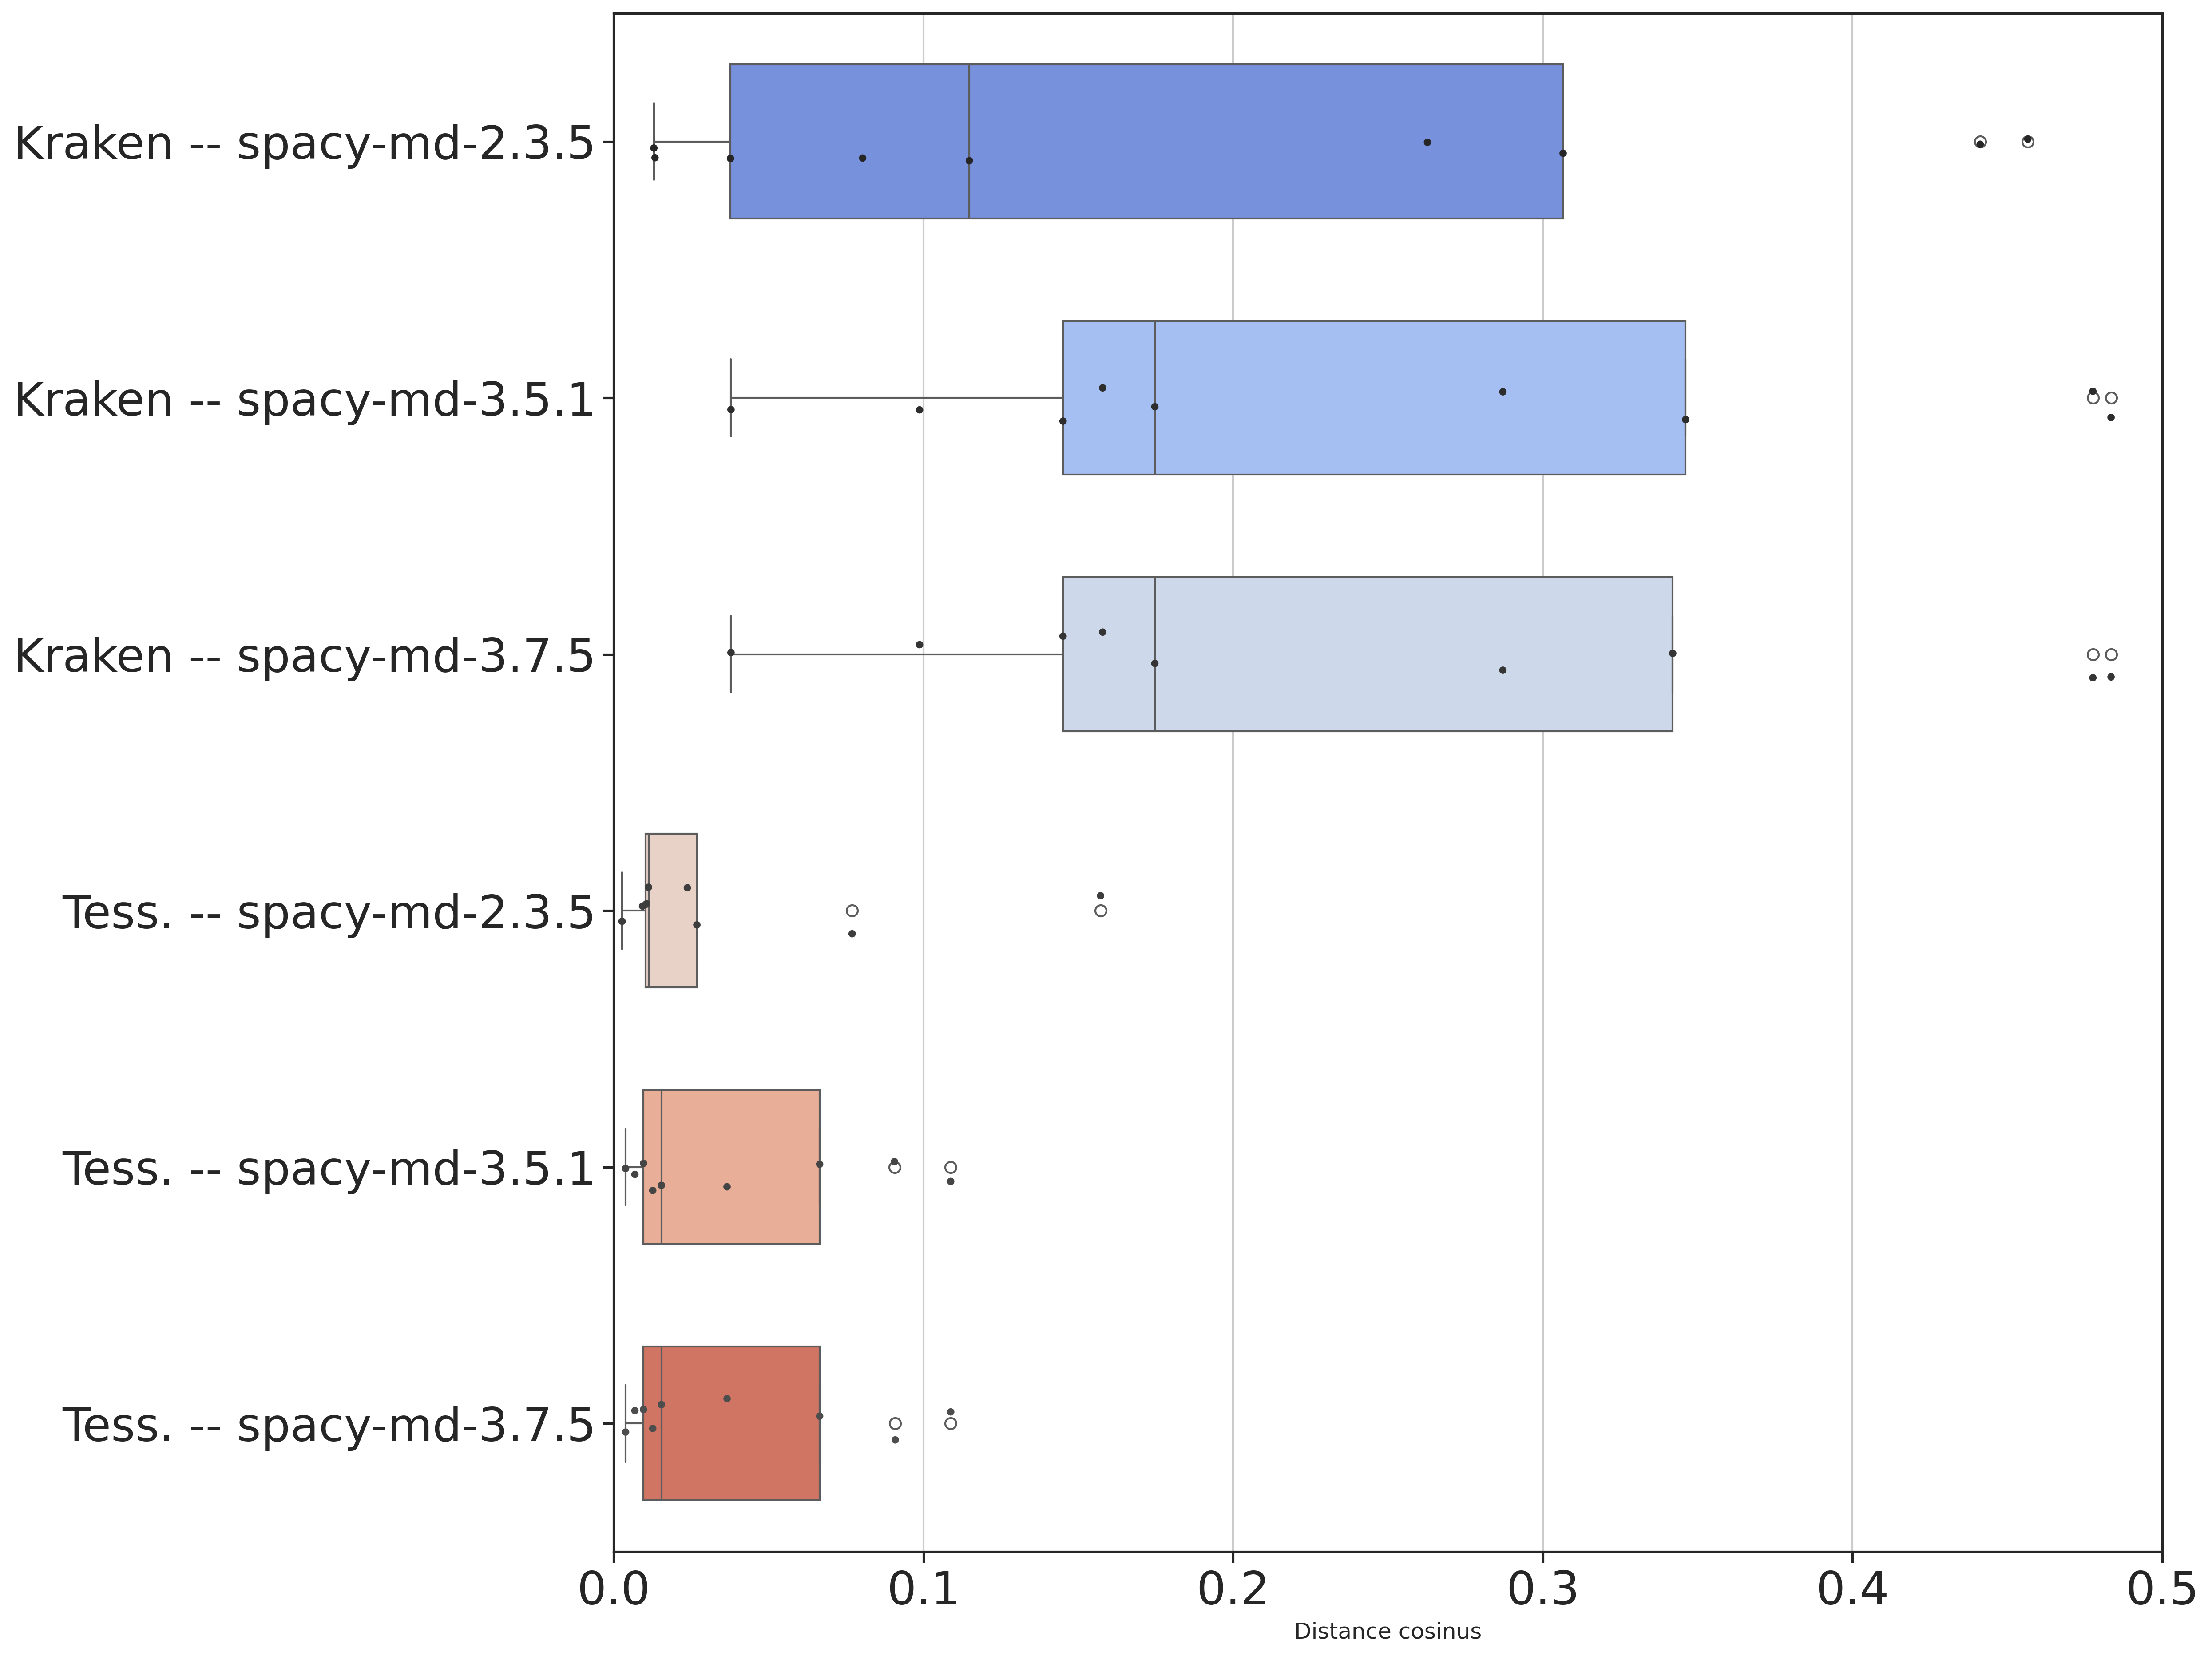 Kraken -- spacy-md-2.3.5
Kraken -- spacy-md-3.5.1
Kraken -- spacy-md-3.7.5
Tess. -- spacy-md-2.3.5
Tess. -- spacy-md-3.5.1
Tess. -- spacy-md-3.7.5
0.0 0.1 0.2 0.3 0.4 0.5
Distance cosinus